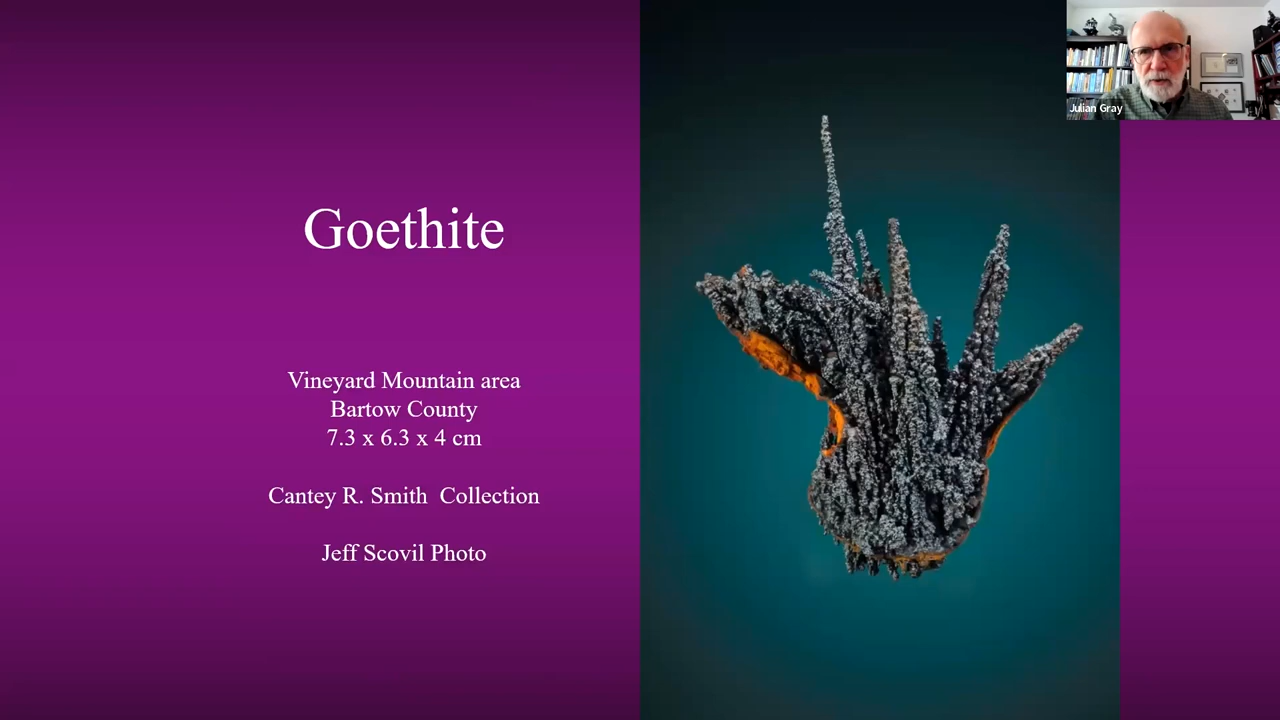 Julian Gray
Goethite
Vineyard Mountain area
Bartow County
7.3 x 6.3 x 4 cm
Cantey R. Smith  Collection
Jeff Scovil Photo